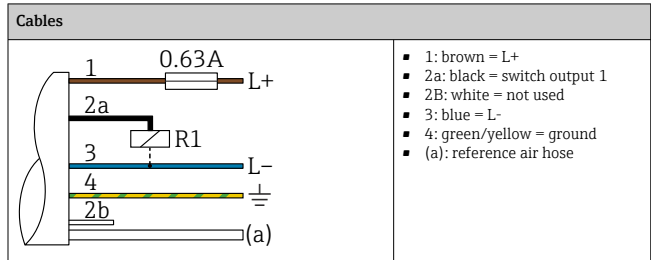 Cables
1
0.63A
L+
2a
R1
3
L−
4
2b
(a)
1: brown = L+
2a: black = switch output 1
2B: white = not used
3: blue = L-
4: green/yellow = ground
(a): reference air hose